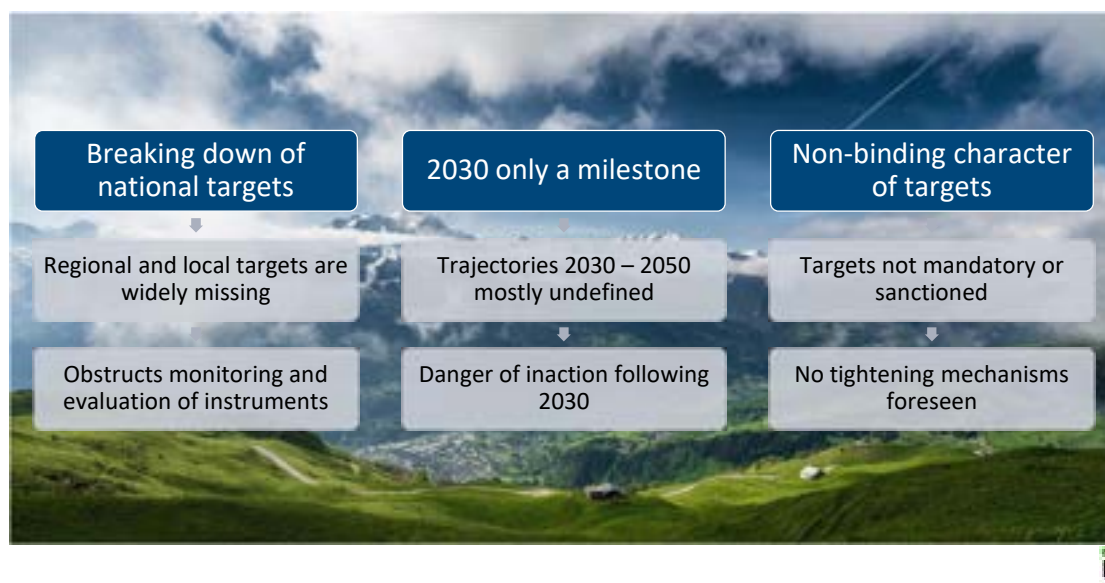 Breaking down of
national targets
Regional and local targets are
widely missing
Obstructs monitoring and
evaluation of instruments
2030 only a milestone
Trajectories 2030 – 2050
mostly undefined
Danger of inaction following
2030
Non-binding character
of targets
Targets not mandatory or
sanctioned
No tightening mechanisms
foreseen